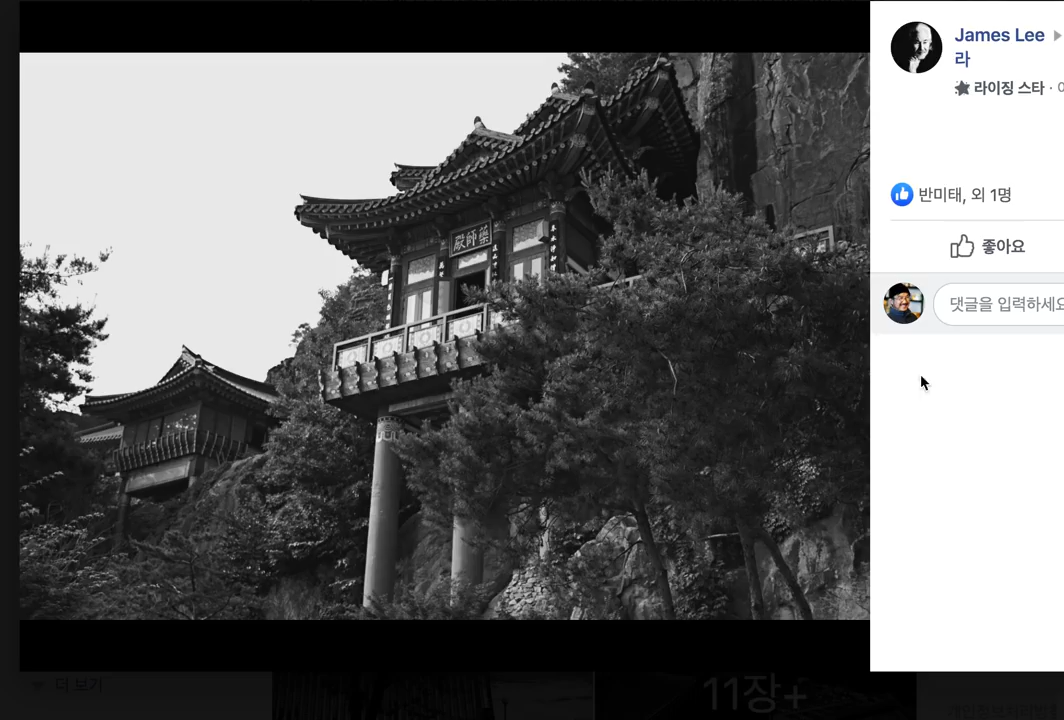 殿師藥
James Lee
라
라이징 스타 ·
반미태, 외 1명
좋아요
댓글을 입력하세요
더 보기
11장+